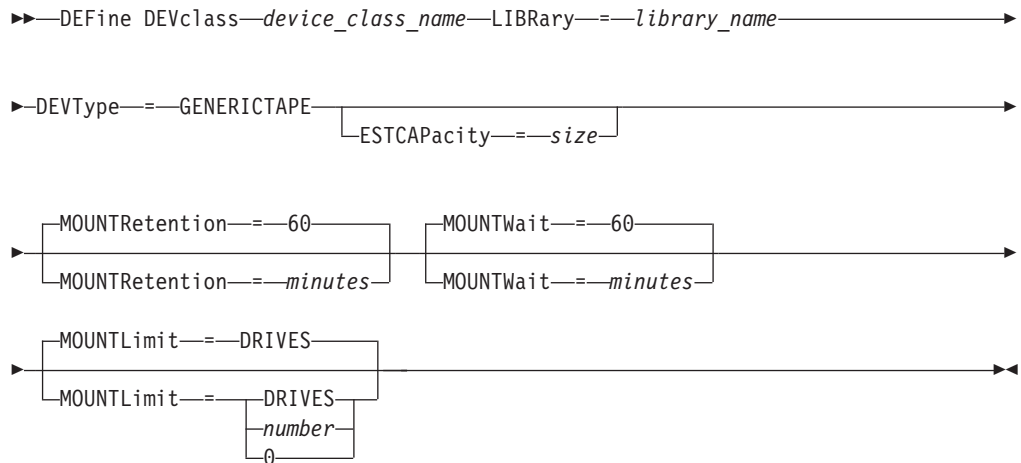 DEFine DEVclass device_class_name LIBRary = library_name
DEVType = GENERICTAPE
ESTCAPacity = size
MOUNTRetention = 60 MOUNTWait = 60
MOUNTRetention = minutes MOUNTWait = minutes
MOUNTLimit = DRIVES
MOUNTLimit = DRIVES
number
0